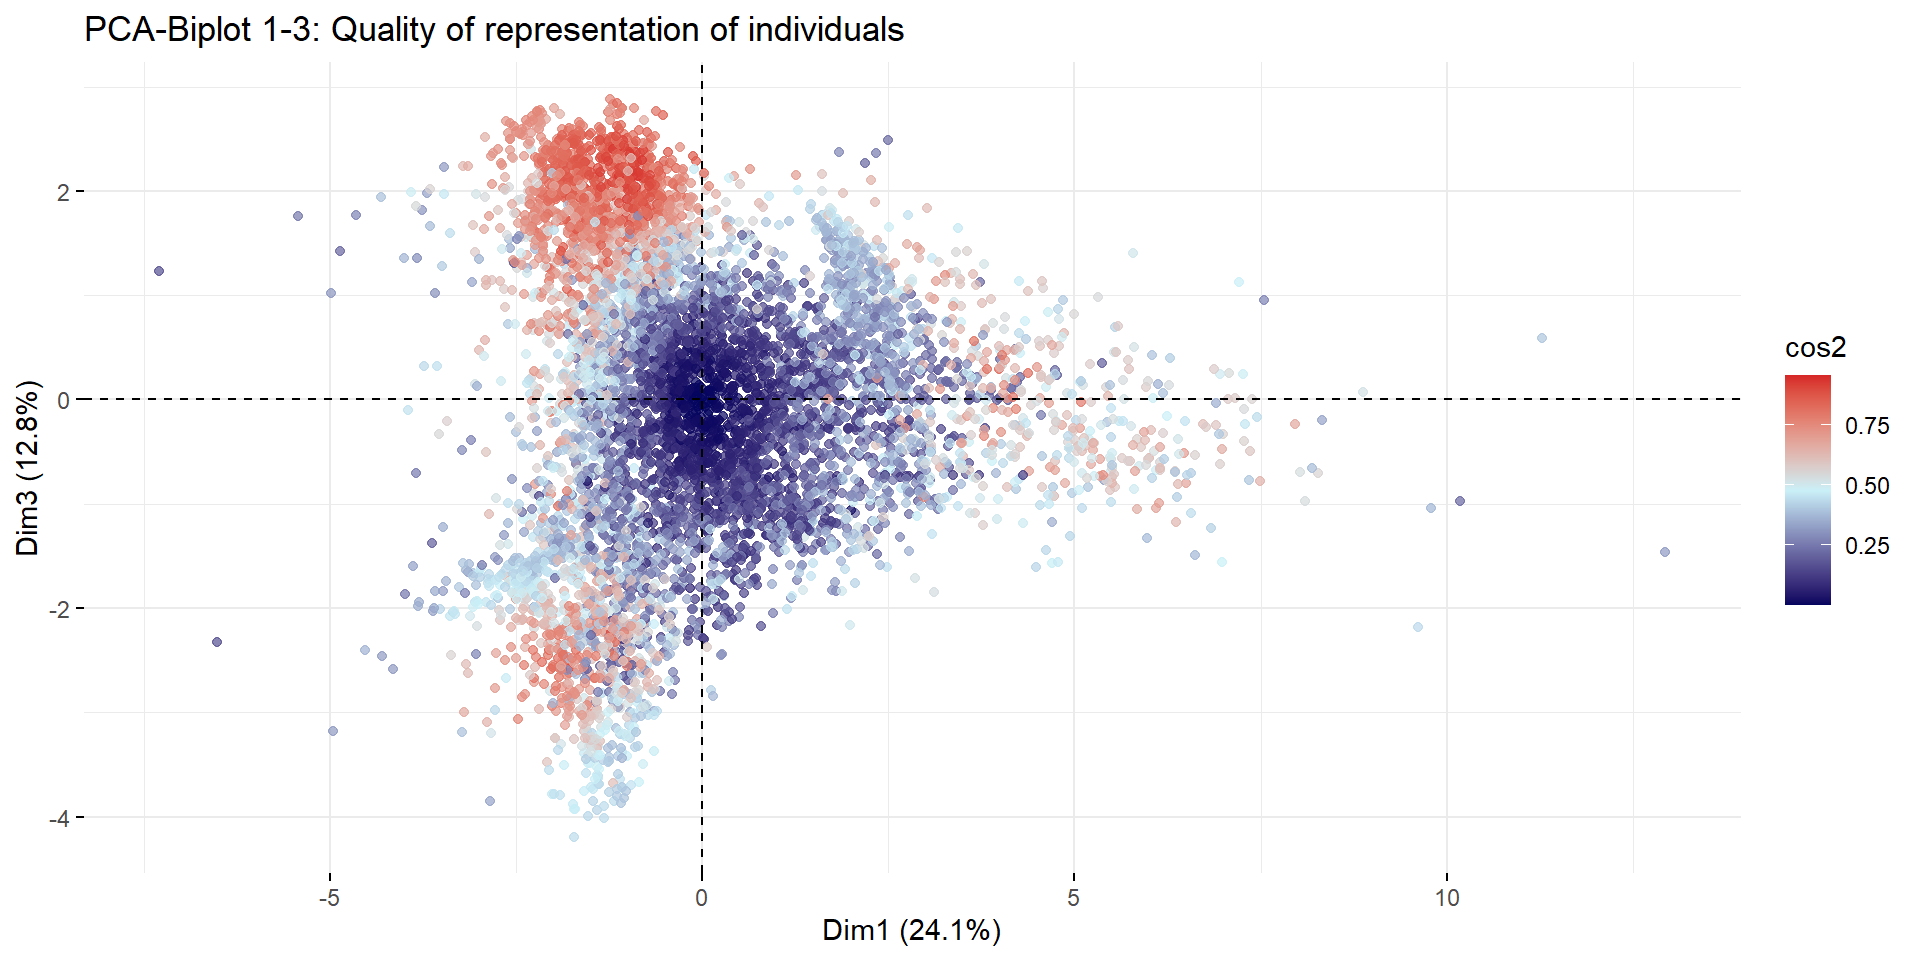 PCA-Biplot 1-3: Quality of representation of individuals
Dim3 (12.8%)
2
0
-2
-4
-5
0
5
10
Dim1 (24.1%)
cos2
0.75
0.50
0.25